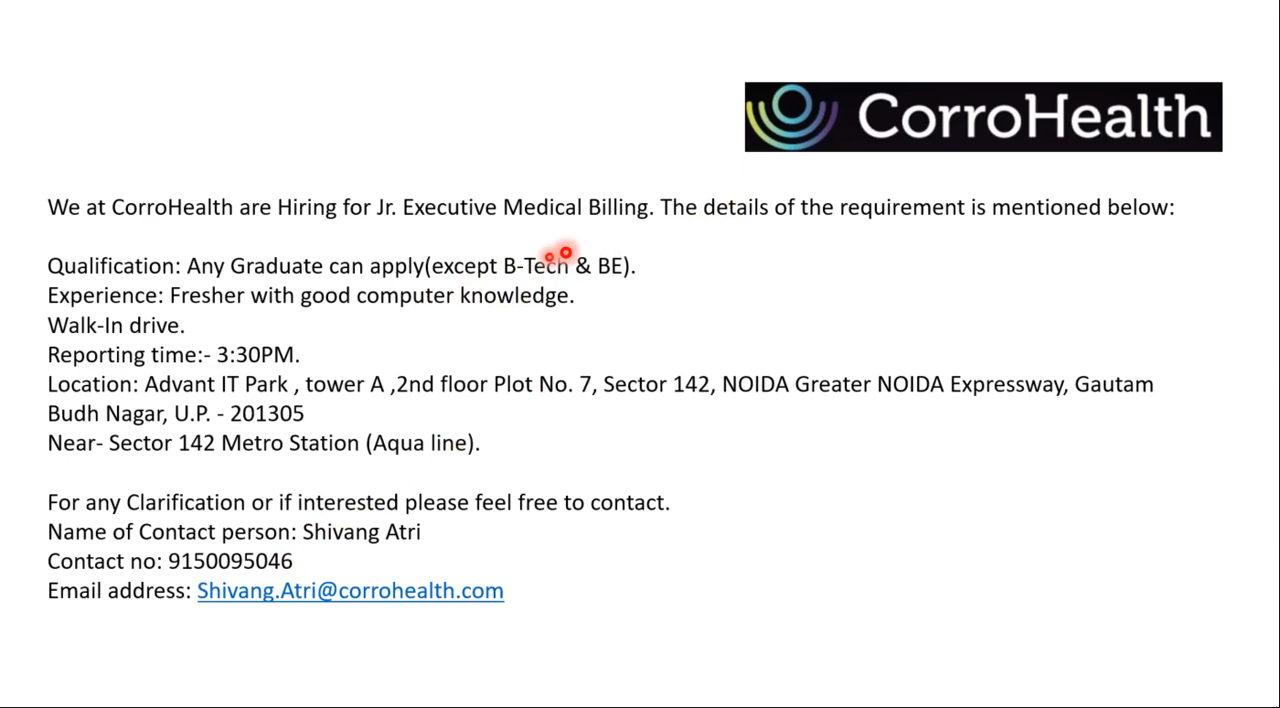 CorroHealth
We at CorroHealth are Hiring for Jr. Executive Medical Billing. The details of the requirement is mentioned below:
Qualification: Any Graduate can apply(except B-Tech & BE).
Experience: Fresher with good computer knowledge.
Walk-In drive.
Reporting time:- 3:30PM.
Location: Advant IT Park , tower A ,2nd floor Plot No. 7, Sector 142, NOIDA Greater NOIDA Expressway, Gautam
Budh Nagar, U.P. - 201305
Near- Sector 142 Metro Station (Aqua line).
For any Clarification or if interested please feel free to contact.
Name of Contact person: Shivang Atri
Contact no: 9150095046
Email address: Shivang.Atri@corrohealth.com